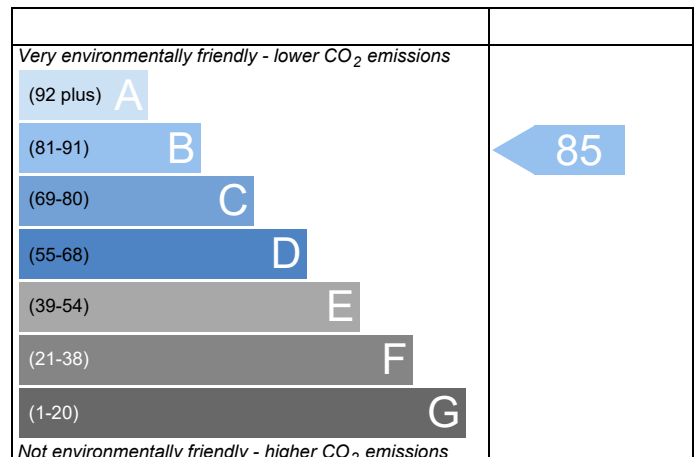 Very environmentally friendly - lower CO2 emissions
(92 plus) A
(81-91) B
85
(69-80) C
(55-68) D
(39-54) E
(21-38) F
(1-20) G
Not environmentally friendly - higher CO2 emissions